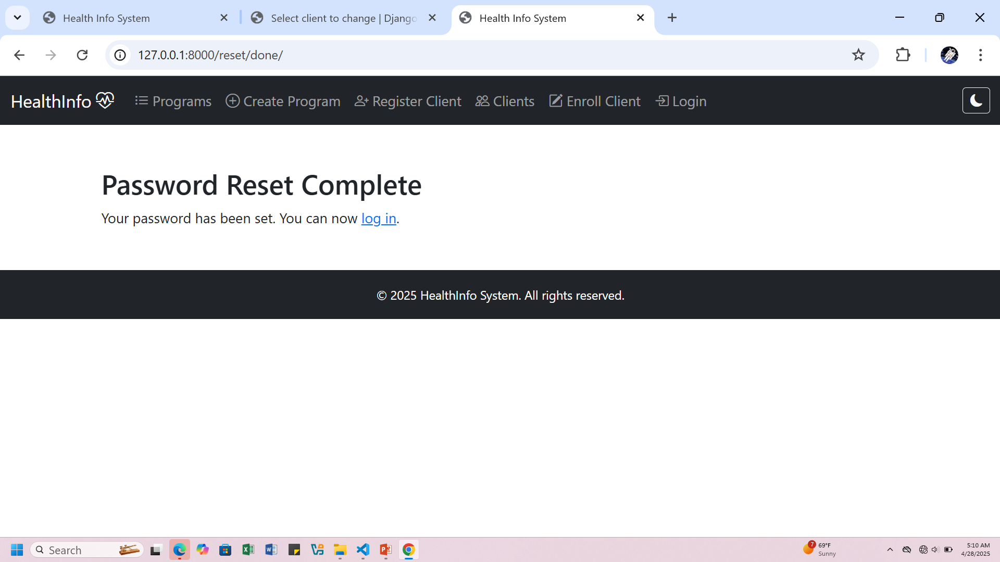 Health Info System
Select client to change | Django
Health Info System
127.0.0.1:8000/reset/done/
HealthInfo Programs Create Program Register Client Clients Enroll Client Login
Password Reset Complete
Your password has been set. You can now log in.
© 2025 HealthInfo System. All rights reserved.
Search
7
69°F
Sunny
5:10 AM
4/28/2025